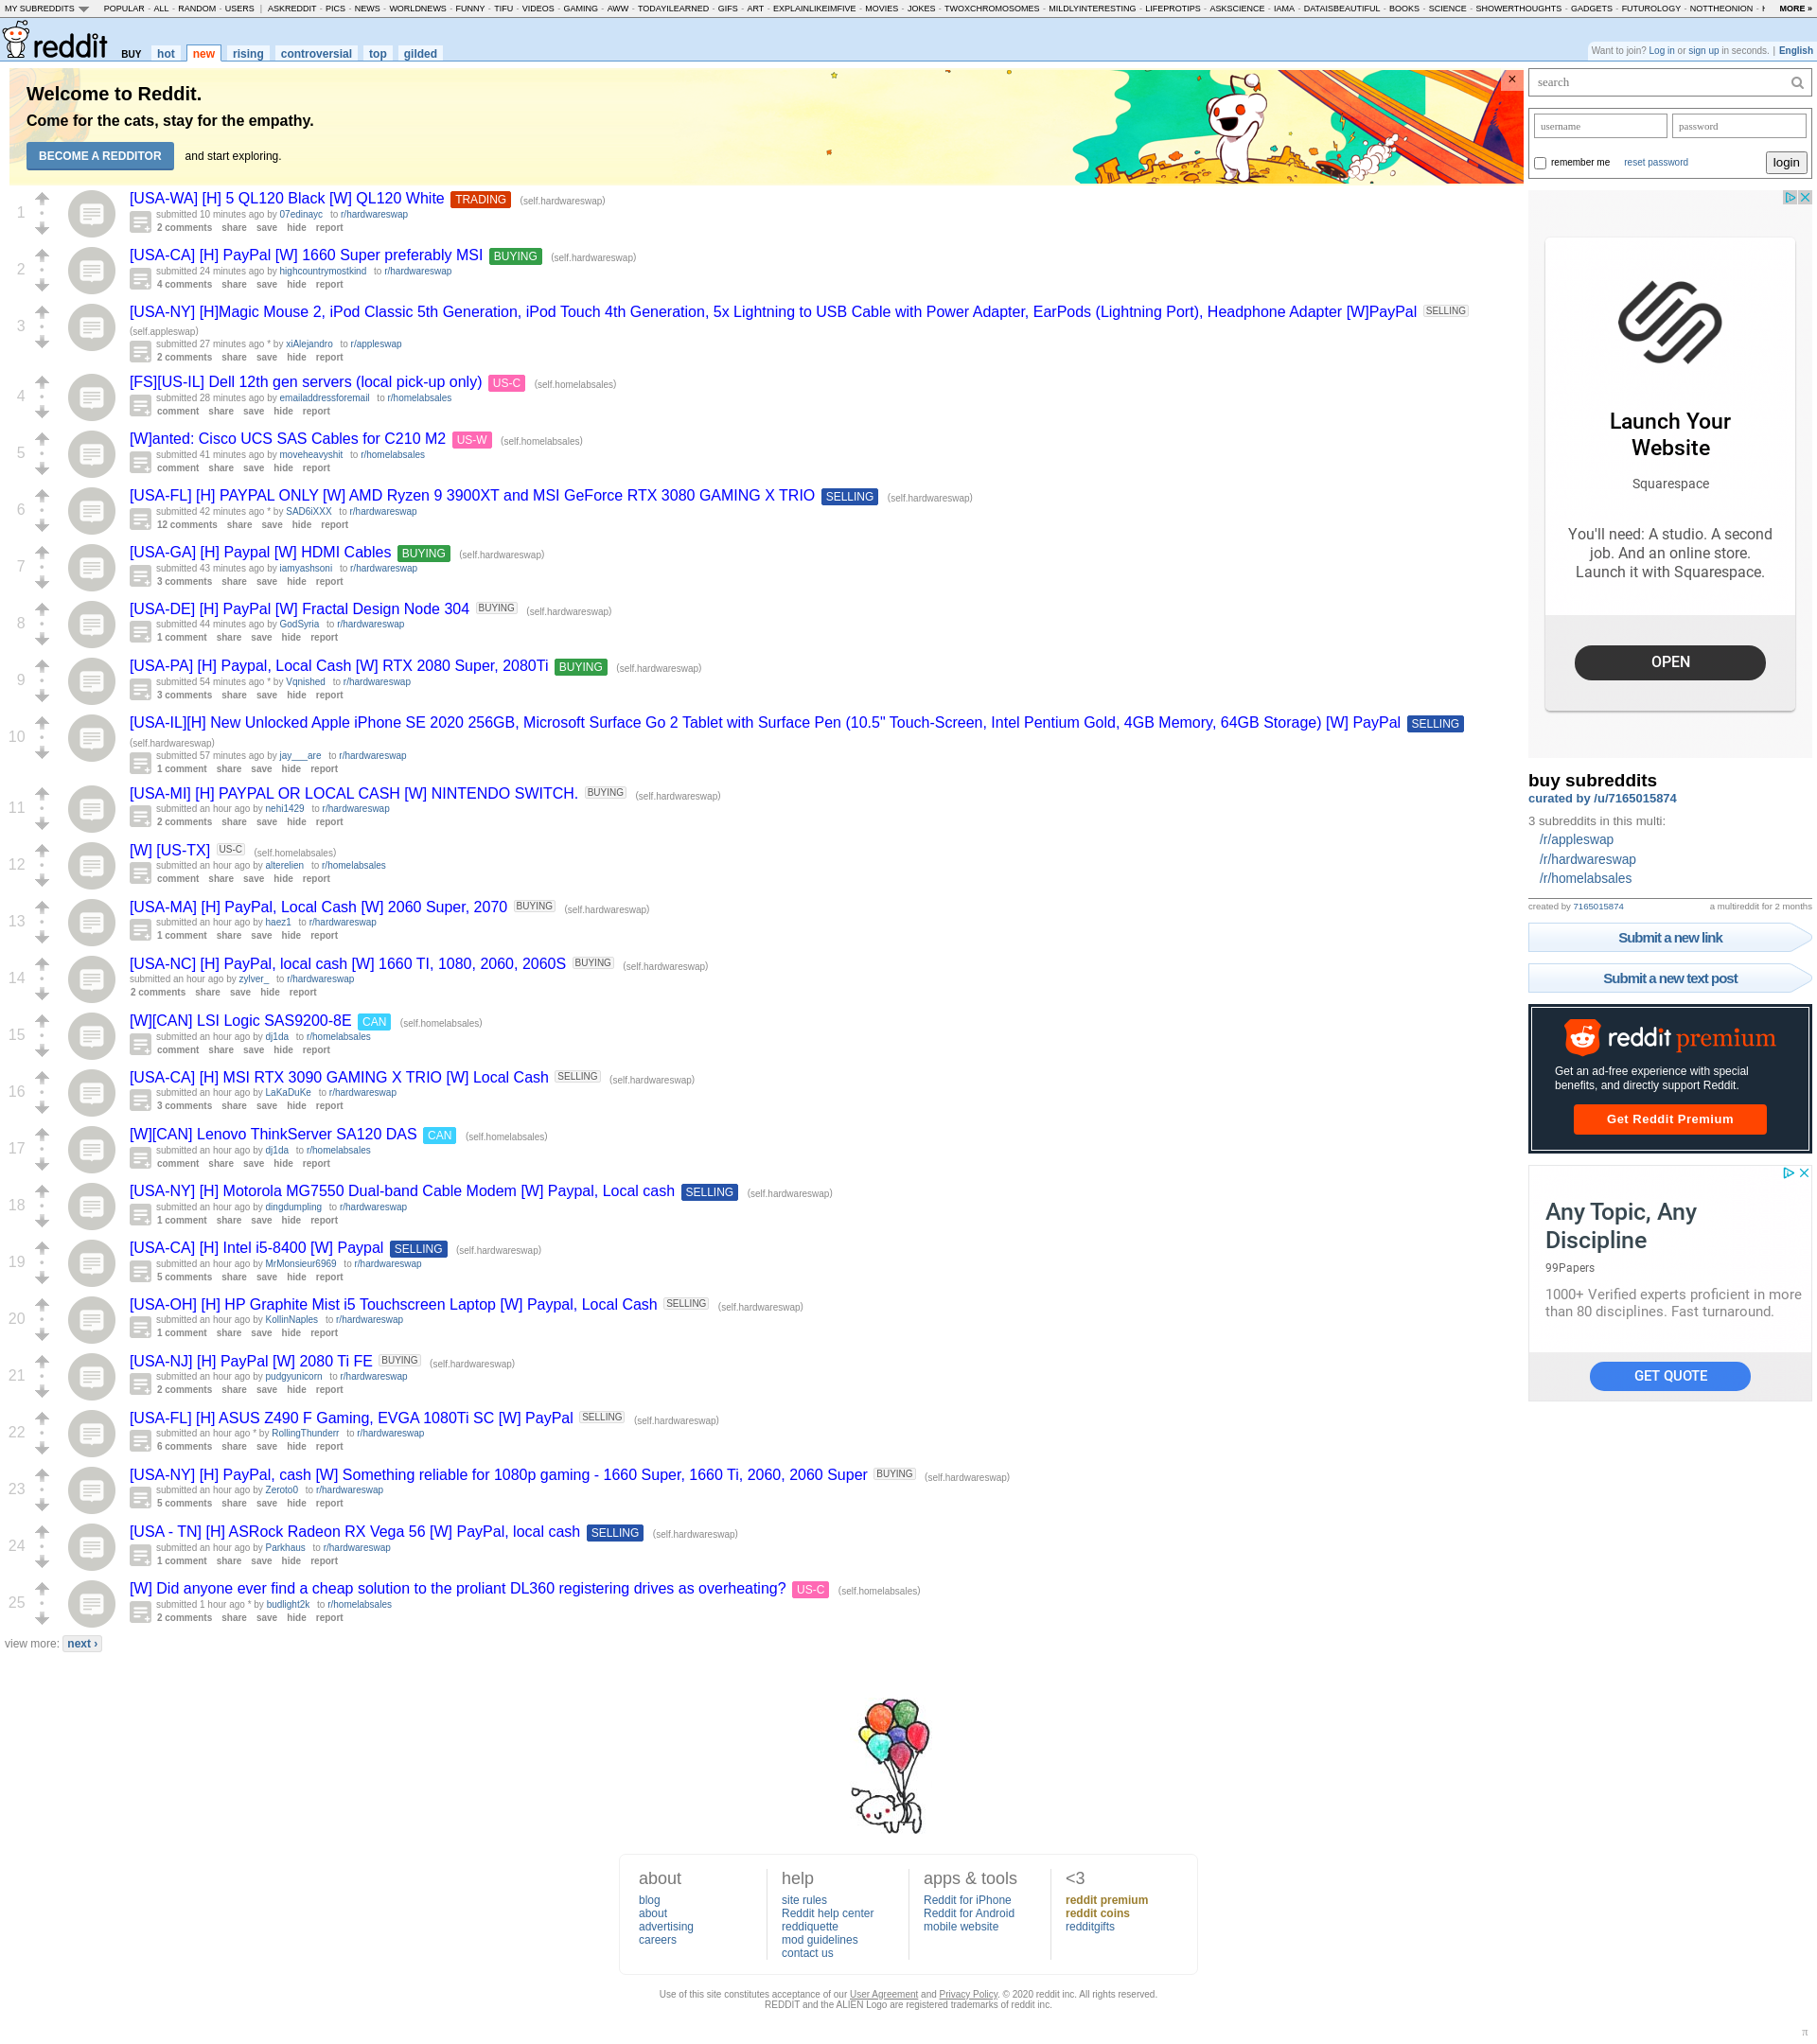 MY SUBREDDITS POPULAR - ALL - RANDOM - USERS | ASKREDDIT - PICS - NEWS - WORLDNEWS - FUNNY - TIFU - VIDEOS - GAMING - AWW - TODAYILEARNED - GIFS - ART - EXPLAINLIKEIMFIVE - MOVIES - JOKES - TWOXCHROMOSOMES - MILDLYINTERESTING - LIFEPROTIPS - ASKSCIENCE - IAMA - DATAISBEAUTIFUL - BOOKS - SCIENCE - SHOWERTHOUGHTS - GADGETS - FUTUROLOGY - NOTTHEONION - MORE »
reddit BUY hot new rising controversial top gilded
Want to join? Log in or sign up in seconds. | English
Welcome to Reddit.
Come for the cats, stay for the empathy.
BECOME A REDDITOR and start exploring.
1
[USA-WA] [H] 5 QL120 Black [W] QL120 White TRADING (self.hardwareswap)
submitted 10 minutes ago by 07edinayc to r/hardwareswap
2 comments share save hide report
2
[USA-CA] [H] PayPal [W] 1660 Super preferably MSI BUYING (self.hardwareswap)
submitted 24 minutes ago by highcountrymostkind to r/hardwareswap
4 comments share save hide report
3
[USA-NY] [H]Magic Mouse 2, iPod Classic 5th Generation, iPod Touch 4th Generation, 5x Lightning to USB Cable with Power Adapter, EarPods (Lightning Port), Headphone Adapter [W]PayPal SELLING
(self.appleswap)
submitted 27 minutes ago * by xiAlejandro to r/appleswap
2 comments share save hide report
4
[FS][US-IL] Dell 12th gen servers (local pick-up only) US-C (self.homelabsales)
submitted 28 minutes ago by emailaddressforemail to r/homelabsales
comment share save hide report
5
[W]anted: Cisco UCS SAS Cables for C210 M2 US-W (self.homelabsales)
submitted 41 minutes ago by moveheavyshit to r/homelabsales
comment share save hide report
6
[USA-FL] [H] PAYPAL ONLY [W] AMD Ryzen 9 3900XT and MSI GeForce RTX 3080 GAMING X TRIO SELLING (self.hardwareswap)
submitted 42 minutes ago * by SAD6iXXX to r/hardwareswap
12 comments share save hide report
7
[USA-GA] [H] Paypal [W] HDMI Cables BUYING (self.hardwareswap)
submitted 43 minutes ago by iamyashsoni to r/hardwareswap
3 comments share save hide report
8
[USA-DE] [H] PayPal [W] Fractal Design Node 304 BUYING (self.hardwareswap)
submitted 44 minutes ago by GodSyria to r/hardwareswap
1 comment share save hide report
9
[USA-PA] [H] Paypal, Local Cash [W] RTX 2080 Super, 2080Ti BUYING (self.hardwareswap)
submitted 54 minutes ago * by Vqnished to r/hardwareswap
3 comments share save hide report
10
[USA-IL][H] New Unlocked Apple iPhone SE 2020 256GB, Microsoft Surface Go 2 Tablet with Surface Pen (10.5" Touch-Screen, Intel Pentium Gold, 4GB Memory, 64GB Storage) [W] PayPal SELLING
(self.hardwareswap)
submitted 57 minutes ago by jay___are to r/hardwareswap
1 comment share save hide report
11
[USA-MI] [H] PAYPAL OR LOCAL CASH [W] NINTENDO SWITCH. BUYING (self.hardwareswap)
submitted an hour ago by nehi1429 to r/hardwareswap
2 comments share save hide report
12
[W] [US-TX] US-C (self.homelabsales)
submitted an hour ago by alterelien to r/homelabsales
comment share save hide report
13
[USA-MA] [H] PayPal, Local Cash [W] 2060 Super, 2070 BUYING (self.hardwareswap)
submitted an hour ago by haez1 to r/hardwareswap
1 comment share save hide report
14
[USA-NC] [H] PayPal, local cash [W] 1660 TI, 1080, 2060, 2060S BUYING (self.hardwareswap)
submitted an hour ago by zylver_ to r/hardwareswap
2 comments share save hide report
15
[W][CAN] LSI Logic SAS9200-8E CAN (self.homelabsales)
submitted an hour ago by dj1da to r/homelabsales
comment share save hide report
16
[USA-CA] [H] MSI RTX 3090 GAMING X TRIO [W] Local Cash SELLING (self.hardwareswap)
submitted an hour ago by LaKaDuKe to r/hardwareswap
3 comments share save hide report
17
[W][CAN] Lenovo ThinkServer SA120 DAS CAN (self.homelabsales)
submitted an hour ago by dj1da to r/homelabsales
comment share save hide report
18
[USA-NY] [H] Motorola MG7550 Dual-band Cable Modem [W] Paypal, Local cash SELLING (self.hardwareswap)
submitted an hour ago by dingdumpling to r/hardwareswap
1 comment share save hide report
19
[USA-CA] [H] Intel i5-8400 [W] Paypal SELLING (self.hardwareswap)
submitted an hour ago by MrMonsieur6969 to r/hardwareswap
5 comments share save hide report
20
[USA-OH] [H] HP Graphite Mist i5 Touchscreen Laptop [W] Paypal, Local Cash SELLING (self.hardwareswap)
submitted an hour ago by KollinNaples to r/hardwareswap
1 comment share save hide report
21
[USA-NJ] [H] PayPal [W] 2080 Ti FE BUYING (self.hardwareswap)
submitted an hour ago by pudgyunicorn to r/hardwareswap
2 comments share save hide report
22
[USA-FL] [H] ASUS Z490 F Gaming, EVGA 1080Ti SC [W] PayPal SELLING (self.hardwareswap)
submitted an hour ago * by RollingThunderr to r/hardwareswap
6 comments share save hide report
23
[USA-NY] [H] PayPal, cash [W] Something reliable for 1080p gaming - 1660 Super, 1660 Ti, 2060, 2060 Super BUYING (self.hardwareswap)
submitted an hour ago by Zeroto0 to r/hardwareswap
5 comments share save hide report
24
[USA - TN] [H] ASRock Radeon RX Vega 56 [W] PayPal, local cash SELLING (self.hardwareswap)
submitted an hour ago by Parkhaus to r/hardwareswap
1 comment share save hide report
25
[W] Did anyone ever find a cheap solution to the proliant DL360 registering drives as overheating? US-C (self.homelabsales)
submitted 1 hour ago * by budlight2k to r/homelabsales
2 comments share save hide report
view more: next ›
search
username password
remember me reset password login
Launch Your
Website
Squarespace
You'll need: A studio. A second
job. And an online store.
Launch it with Squarespace.
OPEN
buy subreddits
curated by /u/7165015874
3 subreddits in this multi:
/r/appleswap
/r/hardwareswap
/r/homelabsales
created by 7165015874 a multireddit for 2 months
Submit a new link
Submit a new text post
reddit premium
Get an ad-free experience with special
benefits, and directly support Reddit.
Get Reddit Premium
Any Topic, Any
Discipline
99Papers
1000+ Verified experts proficient in more
than 80 disciplines. Fast turnaround.
GET QUOTE
about
blog
about
advertising
careers
help
site rules
Reddit help center
reddiquette
mod guidelines
contact us
apps & tools
Reddit for iPhone
Reddit for Android
mobile website
<3
reddit premium
reddit coins
redditgifts
Use of this site constitutes acceptance of our User Agreement and Privacy Policy. © 2020 reddit inc. All rights reserved.
REDDIT and the ALIEN Logo are registered trademarks of reddit inc.
π